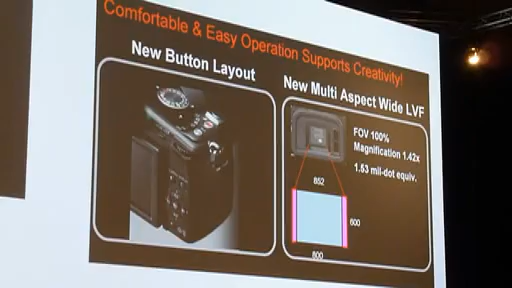 Comfortable & Easy Operation Supports Creativity!
New Button Layout
New Multi Aspect Wide LVF
FOV 100%
Magnification 1.42x
1.53 mil-dot equiv.
852
600
800